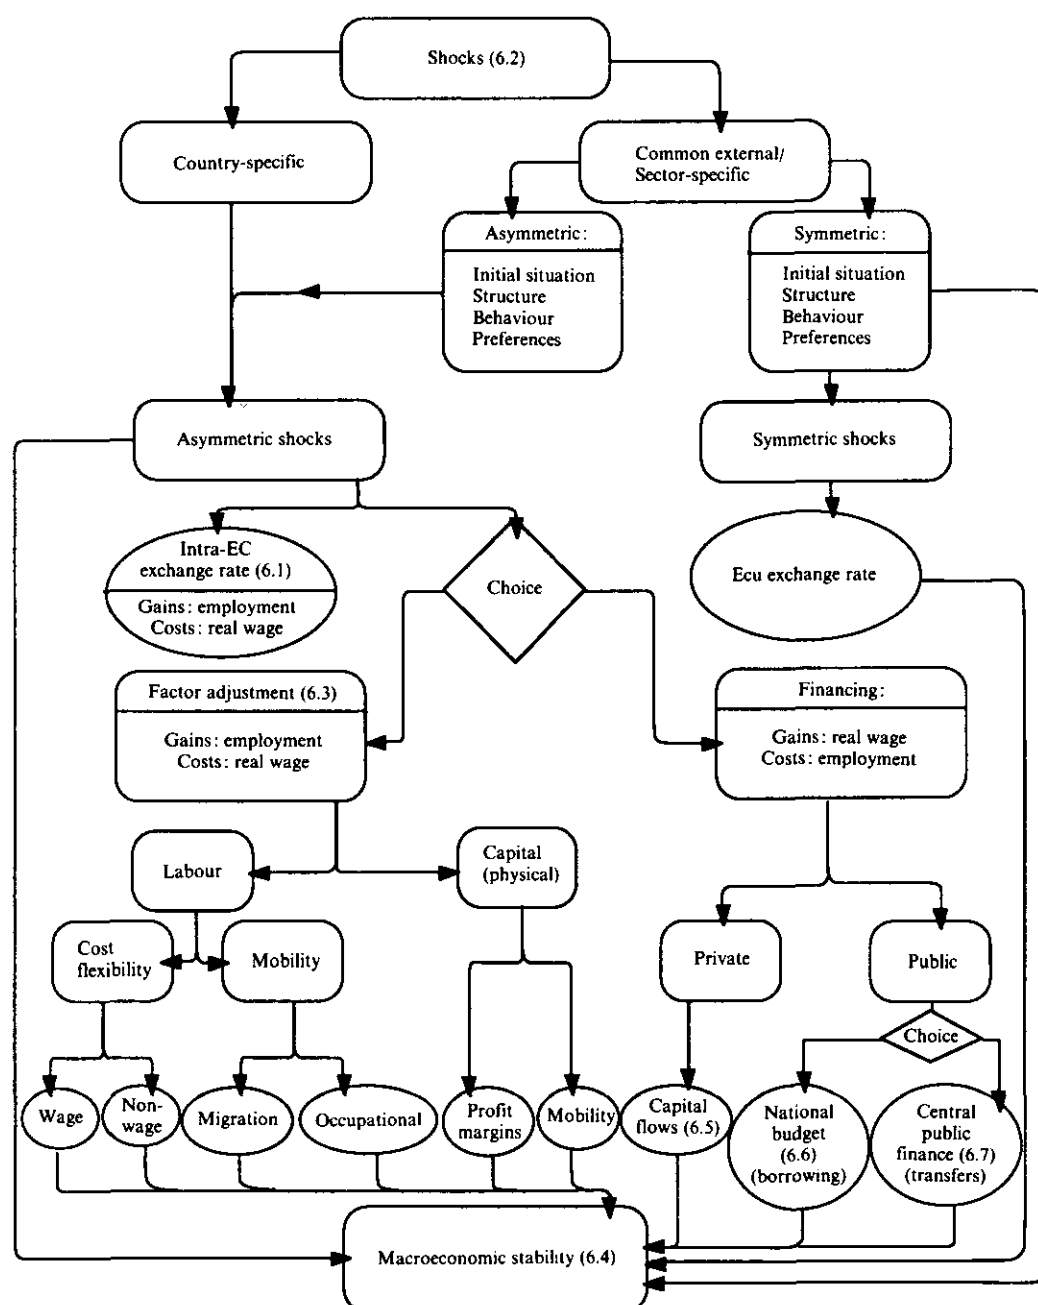 Shocks (6.2)
Country-specific
Common external/
Sector-specific
Asymmetric:
Initial situation
Structure
Behaviour
Preferences
Symmetric:
Initial situation
Structure
Behaviour
Preferences
Asymmetric shocks
Symmetric shocks
Intra-EC
exchange rate (6.1)
Gains: employment
Costs: real wage
Choice
Ecu exchange rate
Factor adjustment (6.3)
Gains: employment
Costs: real wage
Financing:
Gains: real wage
Costs: employment
Labour
Capital
(physical)
Cost
flexibility
Mobility
Private
Public
Choice
Wage
Non-
wage
Migration
Occupational
Profit
margins
Mobility
Capital
flows (6.5)
National
budget
(6.6)
(borrowing)
Central
public
finance (6.7)
(transfers)
Macroeconomic stability (6.4)